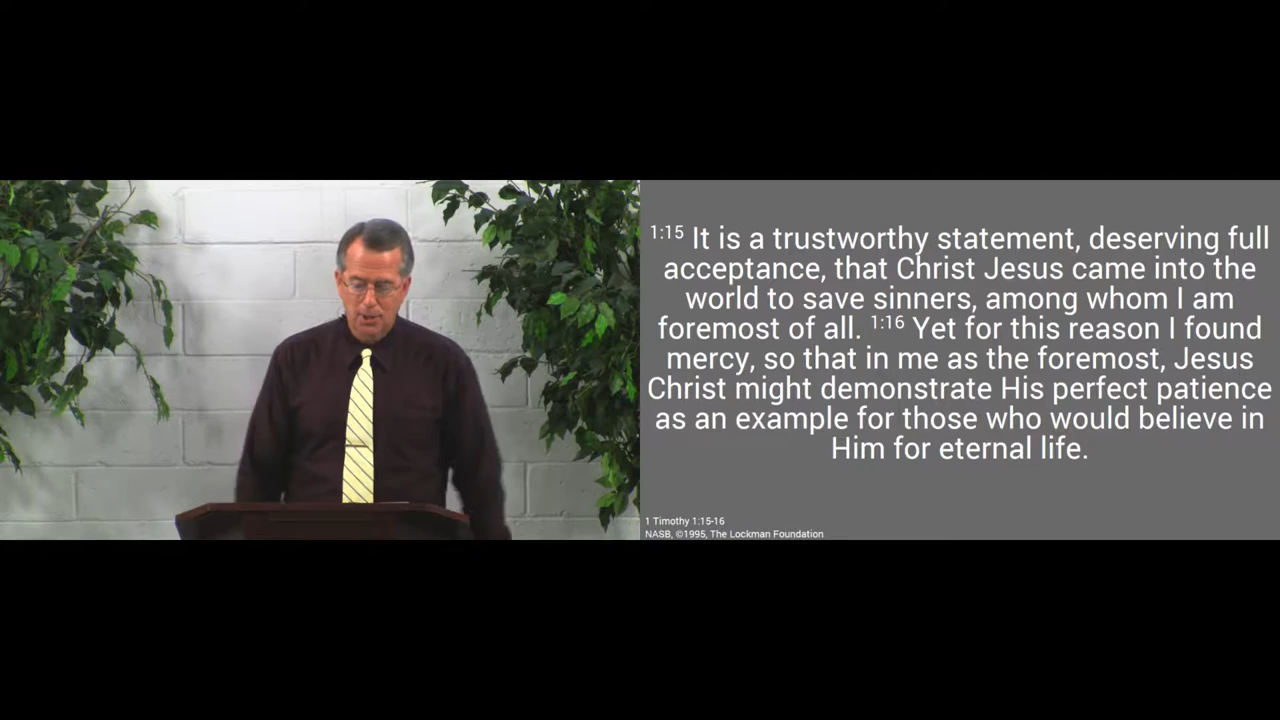 1:15 It is a trustworthy statement, deserving full
acceptance, that Christ Jesus came into the
world to save sinners, among whom I am
foremost of all. 1:16 Yet for this reason I found
mercy, so that in me as the foremost, Jesus
Christ might demonstrate His perfect patience
as an example for those who would believe in
Him for eternal life.
1 Timothy 1:15-16
NASB, ©1995, The Lockman Foundation